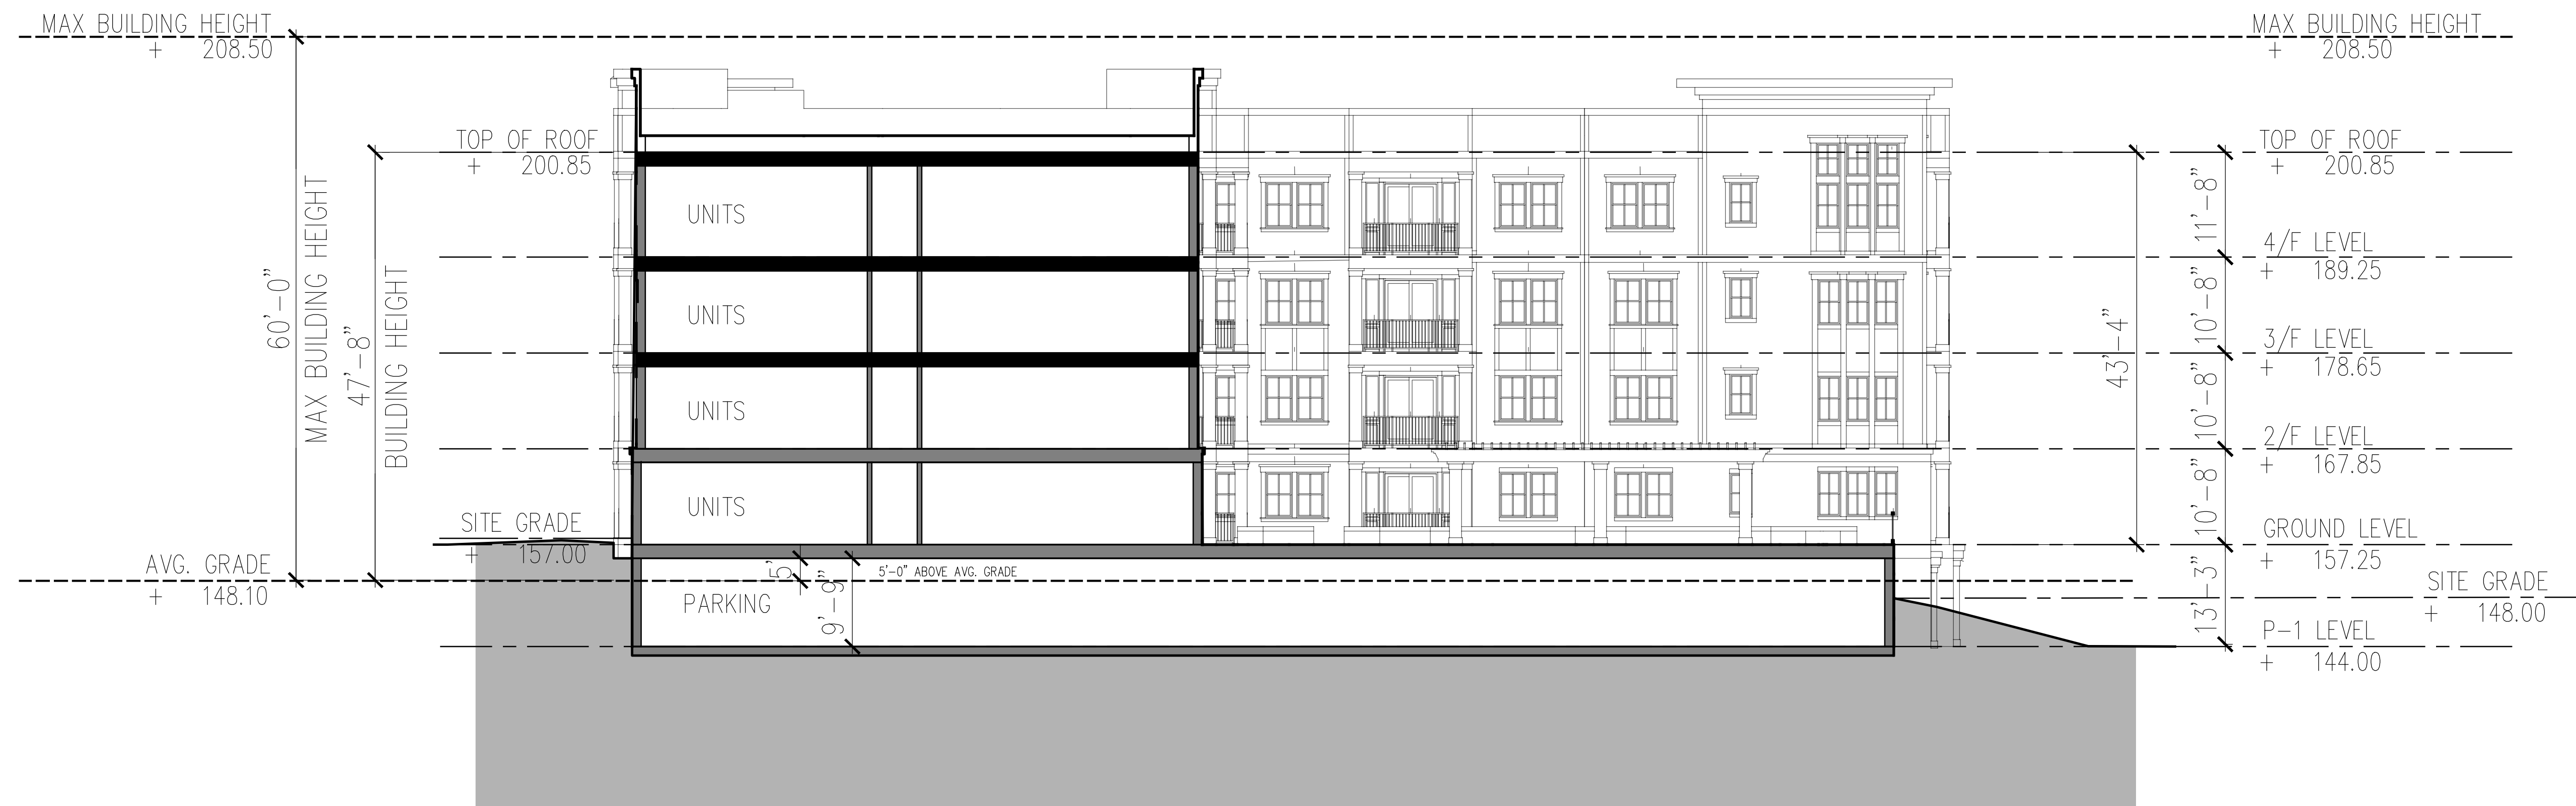 MAX BUILDING HEIGHT
+ 208.50
MAX BUILDING HEIGHT
+ 208.50
TOP OF ROOF
+ 200.85
TOP OF ROOF
+ 200.85
60'-0"
MAX BUILDING HEIGHT
47'-8"
BUILDING HEIGHT
UNITS
UNITS
UNITS
UNITS
43'-4"
11'-8"
10'-8"
10'-8"
10'-8"
13'-3"
4/F LEVEL
+ 189.25
3/F LEVEL
+ 178.65
2/F LEVEL
+ 167.85
SITE GRADE
+ 157.00
GROUND LEVEL
+ 157.25
AVG. GRADE
+ 148.10
5'
5'-0" ABOVE AVG. GRADE
PARKING
9'-9"
SITE GRADE
+ 148.00
P-1 LEVEL
+ 144.00